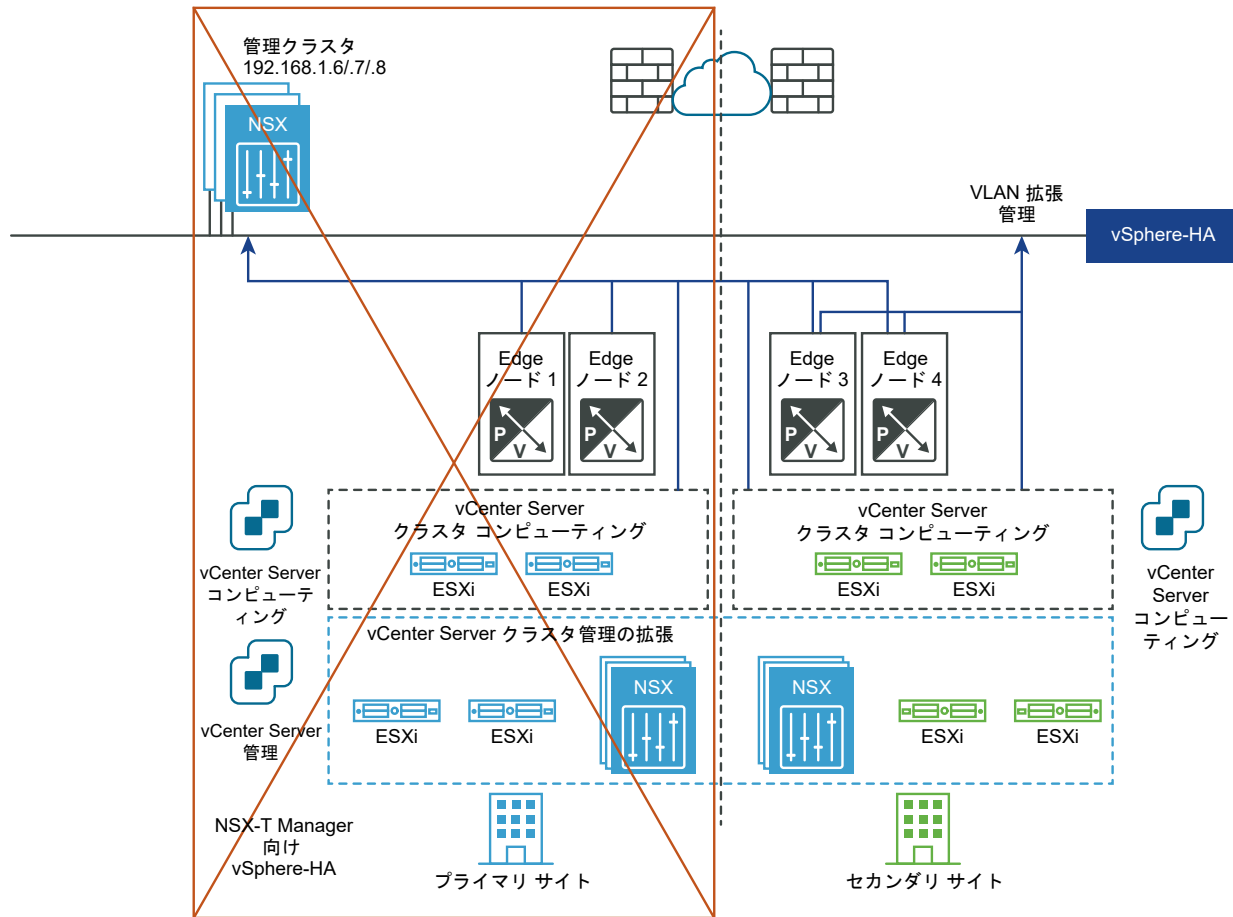 管理クラスタ
192.168.1.6/.7/.8
NSX
VLAN 拡張
管理
vSphere-HA
Edge
ノード 1
P
V
Edge
ノード 2
P
V
Edge
ノード 3
P
V
Edge
ノード 4
P
V
vCenter Server
コンピューテ
ィング
vCenter Server
クラスタ コンピューティング
ESXi
ESXi
vCenter Server
クラスタ コンピューティング
ESXi
ESXi
vCenter
Server
コンピュー
ティング
vCenter Server
管理
vCenter Server クラスタ管理の拡張
ESXi
ESXi
NSX
NSX
ESXi
ESXi
NSX-T Manager
向け
vSphere-HA
プライマリ サイト
セカンダリ サイト